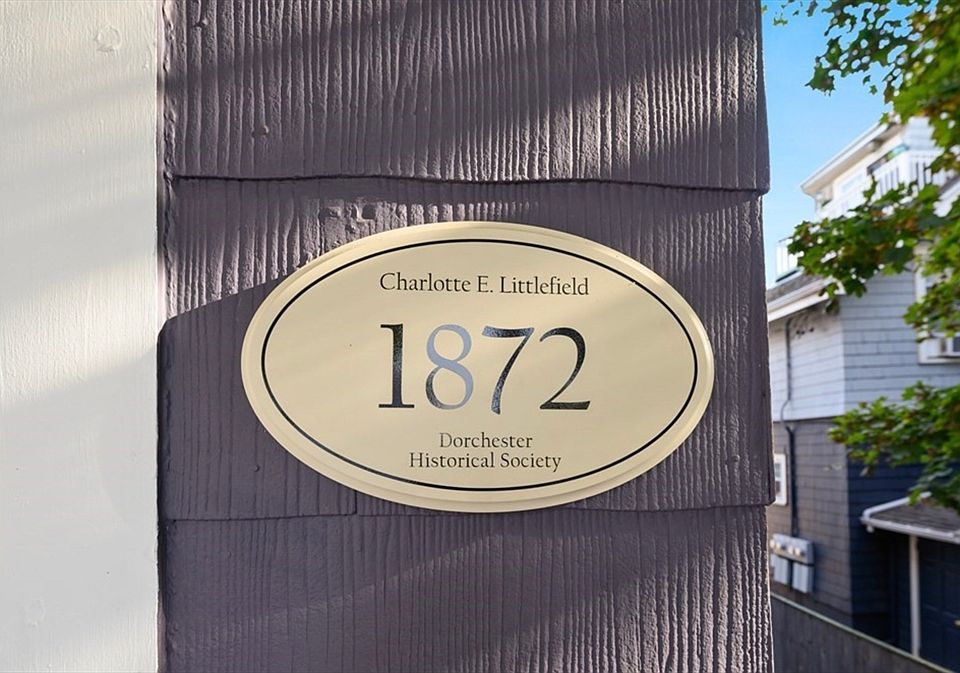 Charlotte E. Littlefield
1872
Dorchester
Historical Society